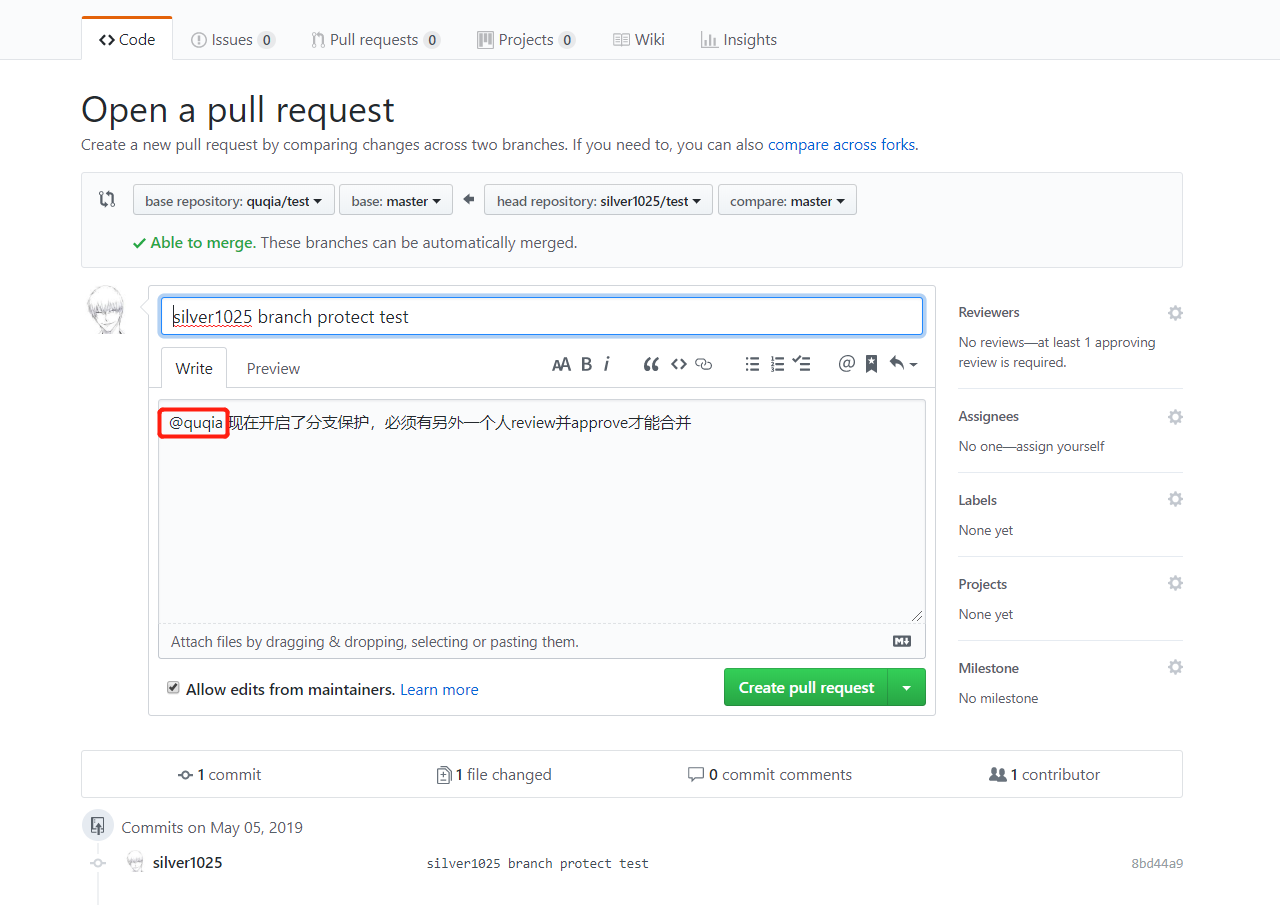 Code Issues 0 Pull requests 0 Projects 0 Wiki Insights
Open a pull request
Create a new pull request by comparing changes across two branches. If you need to, you can also compare across forks.
base repository: quqia/test base: master head repository: silver1025/test compare: master
Able to merge. These branches can be automatically merged.
silver1025 branch protect test
Write Preview
@quqia 现在开启了分支保护，必须有另外一个人review并approve才能合并
Attach files by dragging & dropping, selecting or pasting them.
Allow edits from maintainers. Learn more
Create pull request
Reviewers
No reviews—at least 1 approving
review is required.
Assignees
No one—assign yourself
Labels
None yet
Projects
None yet
Milestone
No milestone
1 commit 1 file changed 0 commit comments 1 contributor
Commits on May 05, 2019
silver1025 silver1025 branch protect test 8bd44a9